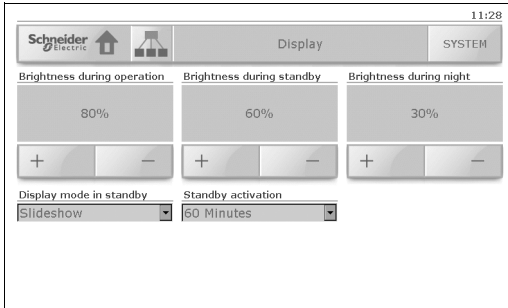 11:28
Schneider Electric Display SYSTEM
Brightness during operation Brightness during standby Brightness during night
80% 60% 30%
+ − + − + −
Display mode in standby Standby activation
Slideshow 60 Minutes